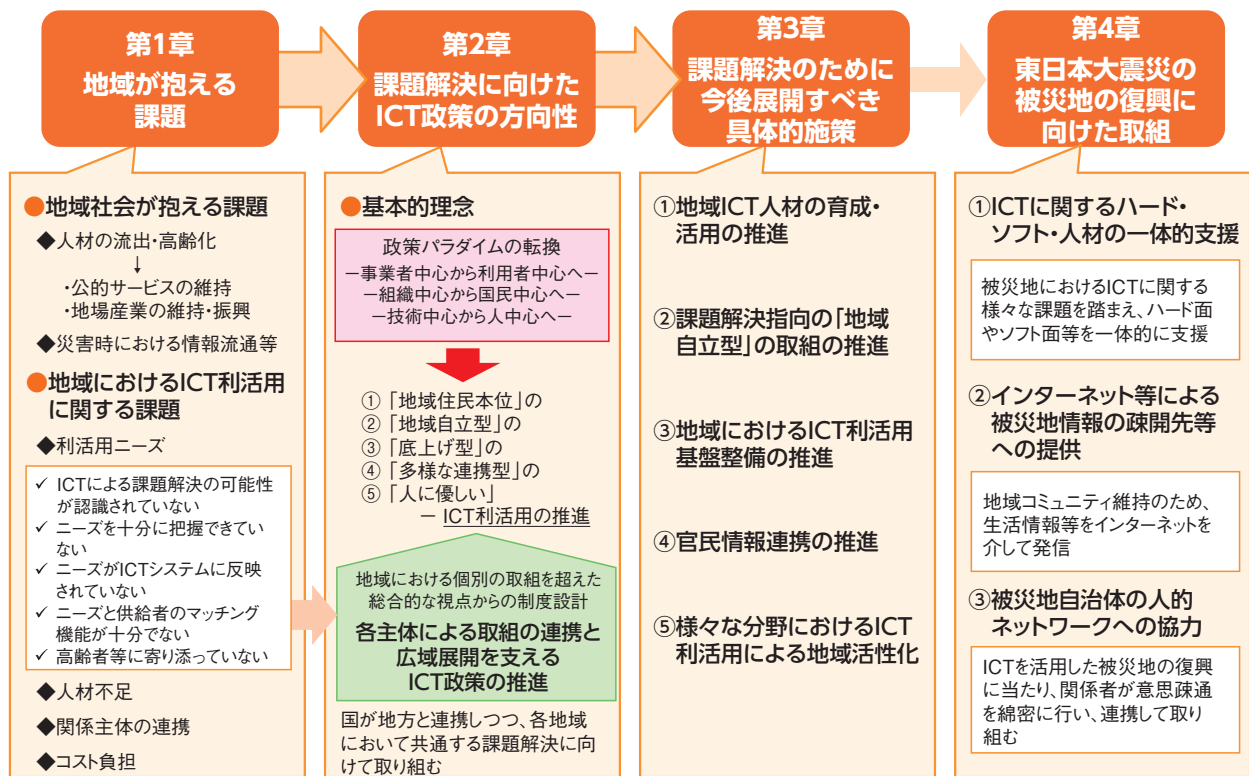 第1章
地域が抱える
課題
第2章
課題解決に向けた
ICT政策の方向性
第3章
課題解決のために
今後展開すべき
具体的施策
第4章
東日本大震災の
被災地の復興に
向けた取組
●地域社会が抱える課題
◆人材の流出・高齢化
↓
・公的サービスの維持
・地場産業の維持・振興
◆災害時における情報流通等
●地域におけるICT利活用
に関する課題
◆利活用ニーズ
✓ ICTによる課題解決の可能性
が認識されていない
✓ ニーズを十分に把握できてい
ない
✓ ニーズがICTシステムに反映
されていない
✓ ニーズと供給者のマッチング
機能が十分でない
✓ 高齢者等に寄り添っていない
◆人材不足
◆関係主体の連携
◆コスト負担
●基本的理念
政策パラダイムの転換
－事業者中心から利用者中心へ－
－組織中心から国民中心へ－
－技術中心から人中心へ－
① 「地域住民本位」の
② 「地域自立型」の
③ 「底上げ型」の
④ 「多様な連携型」の
⑤ 「人に優しい」
－ ICT利活用の推進
地域における個別の取組を超えた
総合的な視点からの制度設計
各主体による取組の連携と
広域展開を支える
ICT政策の推進
国が地方と連携しつつ、各地域
において共通する課題解決に向
けて取り組む
①地域ICT人材の育成・
活用の推進
②課題解決指向の「地域
自立型」の取組の推進
③地域におけるICT利活用
基盤整備の推進
④官民情報連携の推進
⑤様々な分野におけるICT
利活用による地域活性化
①ICTに関するハード・
ソフト・人材の一体的支援
被災地におけるICTに関する
様々な課題を踏まえ、ハード面
やソフト面等を一体的に支援
②インターネット等による
被災地情報の疎開先等
への提供
地域コミュニティ維持のため、
生活情報等をインターネットを
介して発信
③被災地自治体の人的
ネットワークへの協力
ICTを活用した被災地の復興
に当たり、関係者が意思疎通
を綿密に行い、連携して取り
組む